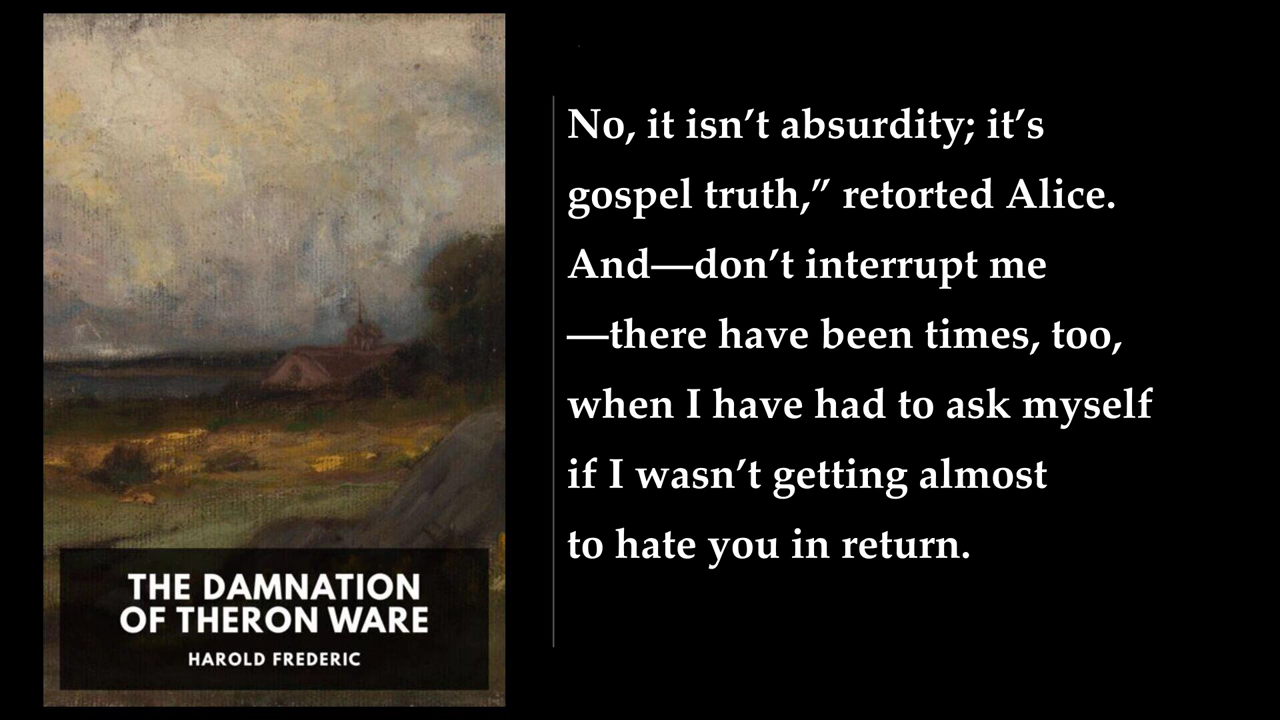 No, it isn’t absurdity; it’s
gospel truth,” retorted Alice.
And—don’t interrupt me
—there have been times, too,
when I have had to ask myself
if I wasn’t getting almost
to hate you in return.
THE DAMNATION
OF THERON WARE
HAROLD FREDERIC